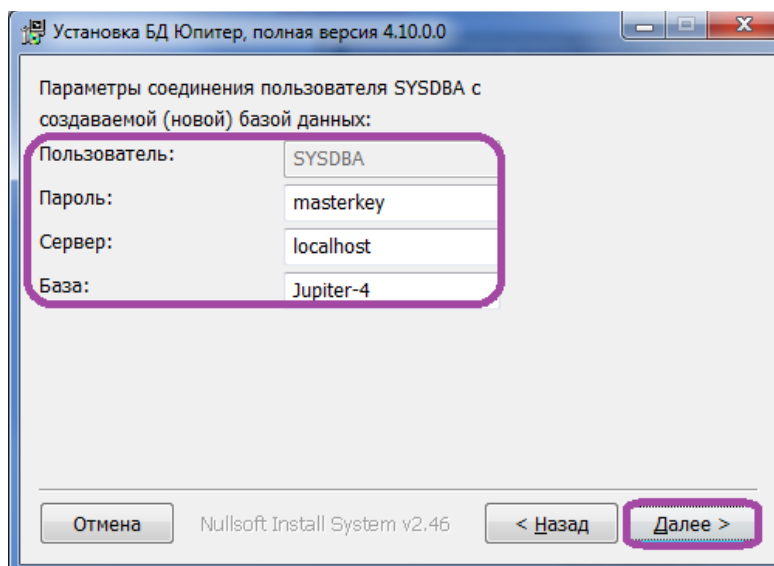 Установка БД Юпитер, полная версия 4.10.0.0
Параметры соединения пользователя SYSDBA с
создаваемой (новой) базой данных:
Пользователь: SYSDBA
Пароль: masterkey
Сервер: localhost
База: Jupiter-4
Отмена Nullsoft Install System v2.46 < Назад Далее >